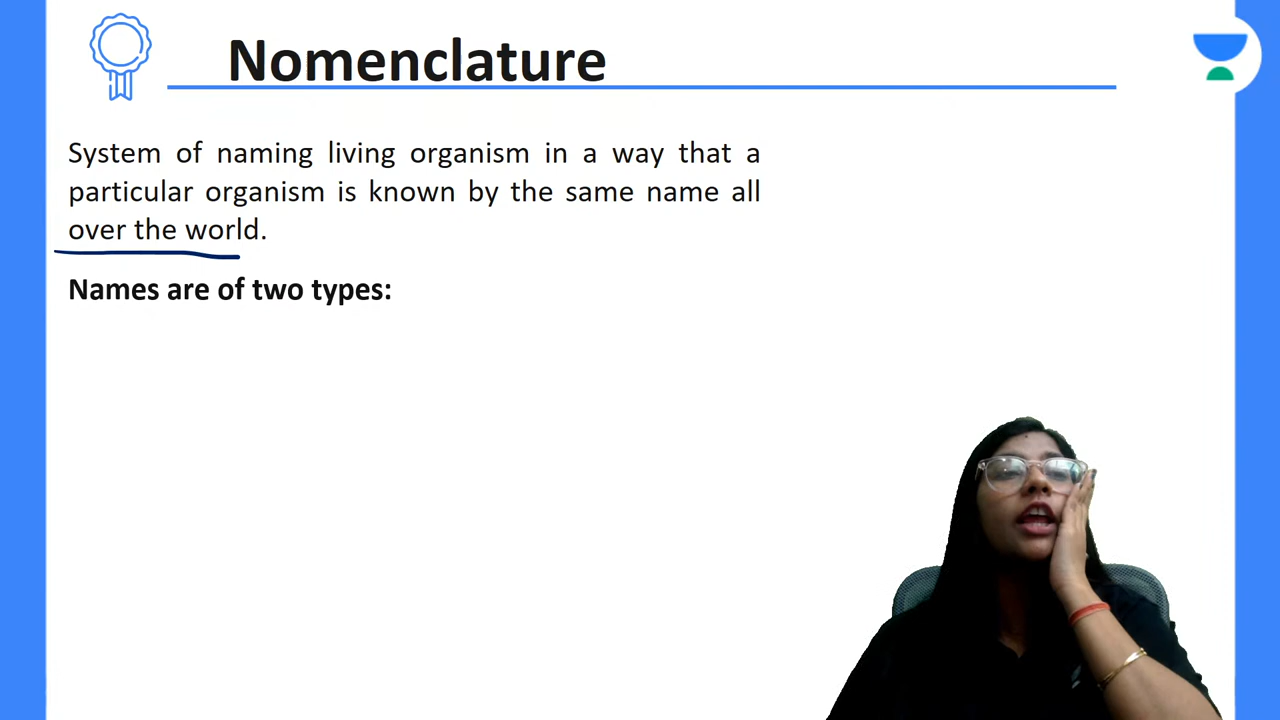 Nomenclature
System of naming living organism in a way that a
particular organism is known by the same name all
over the world.
Names are of two types: